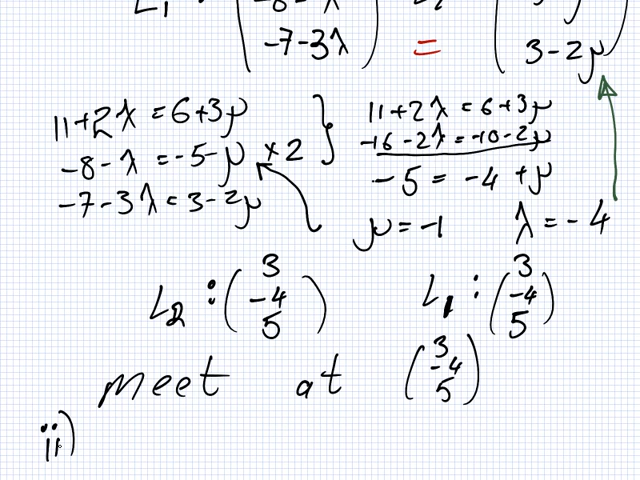 L₁ : -8-λ
-7-3λ = 3-2μ
11+2λ = 6+3μ
-8-λ = -5-μ ×2
-7-3λ = 3-2μ
11+2λ = 6+3μ
-16-2λ = -10-2μ
-5 = -4+μ
μ = -1 λ = -4
L₂ : (3 -4 5) L₁ : (3 -4 5)
meet at (3 -4 5)
ii)